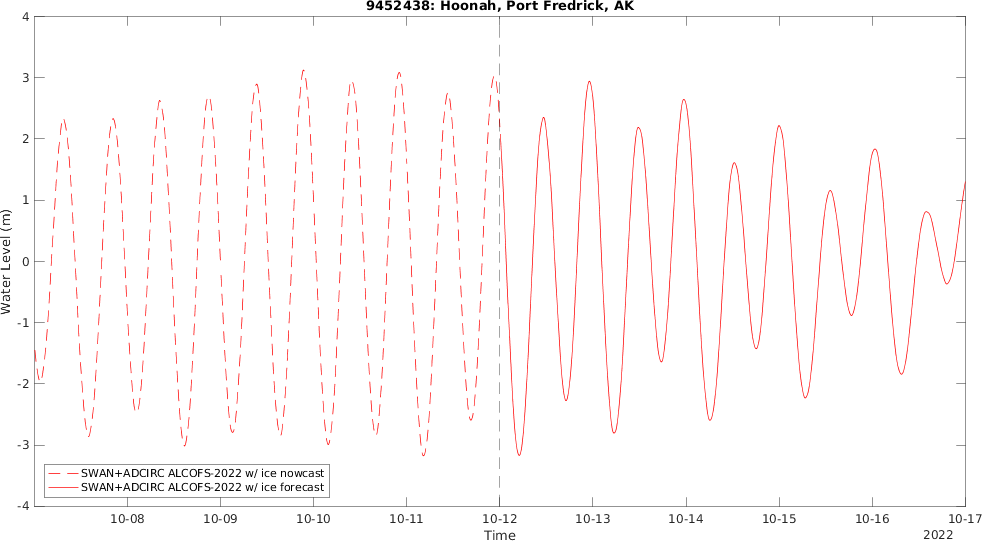 9452438: Hoonah, Port Fredrick, AK
Water Level (m)
4
3
2
1
0
-1
-2
-3
-4
SWAN+ADCIRC ALCOFS-2022 w/ ice nowcast
SWAN+ADCIRC ALCOFS-2022 w/ ice forecast
10-08 10-09 10-10 10-11 10-12 10-13 10-14 10-15 10-16 10-17
Time
2022